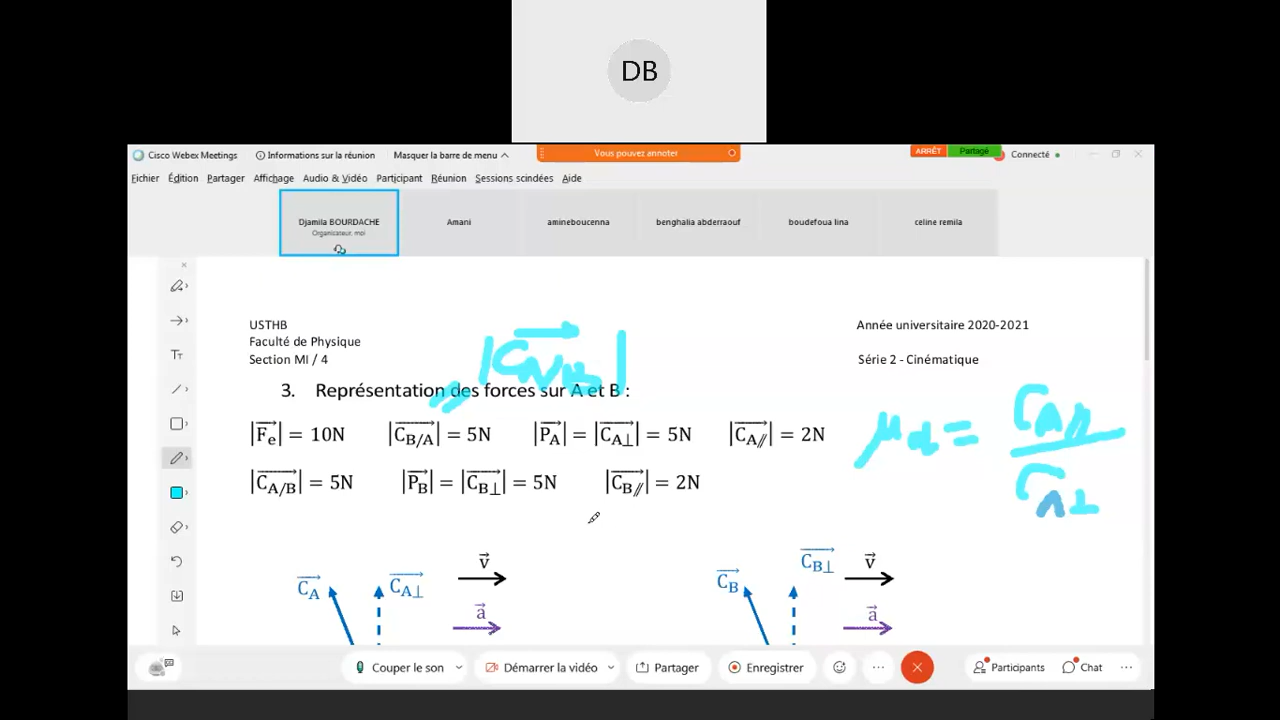 DB
Cisco Webex Meetings Informations sur la réunion Masquer la barre de menu Vous pouvez annoter ARRÊT Partagé Connecté
Fichier Édition Partager Affichage Audio & Vidéo Participant Réunion Sessions scindées Aide
Djamila BOURDACHE Amani amineboucenna benghalia abderraouf boudefoua lina celine remila
Organisateur, moi
USTHB Année universitaire 2020-2021
Faculté de Physique
Section MI / 4 Série 2 - Cinématique
|C⃗A/B|
=
3. Représentation des forces sur A et B :
|F⃗e| = 10N |C⃗B/A| = 5N |P⃗A| = |C⃗A⊥| = 5N |C⃗A∕∕| = 2N
μd = CA∕∕ / CA⊥
|C⃗A/B| = 5N |P⃗B| = |C⃗B⊥| = 5N |C⃗B∕∕| = 2N
C⃗A C⃗A⊥ v⃗ C⃗B C⃗B⊥ v⃗
a⃗ a⃗
Couper le son Démarrer la vidéo Partager Enregistrer Participants Chat